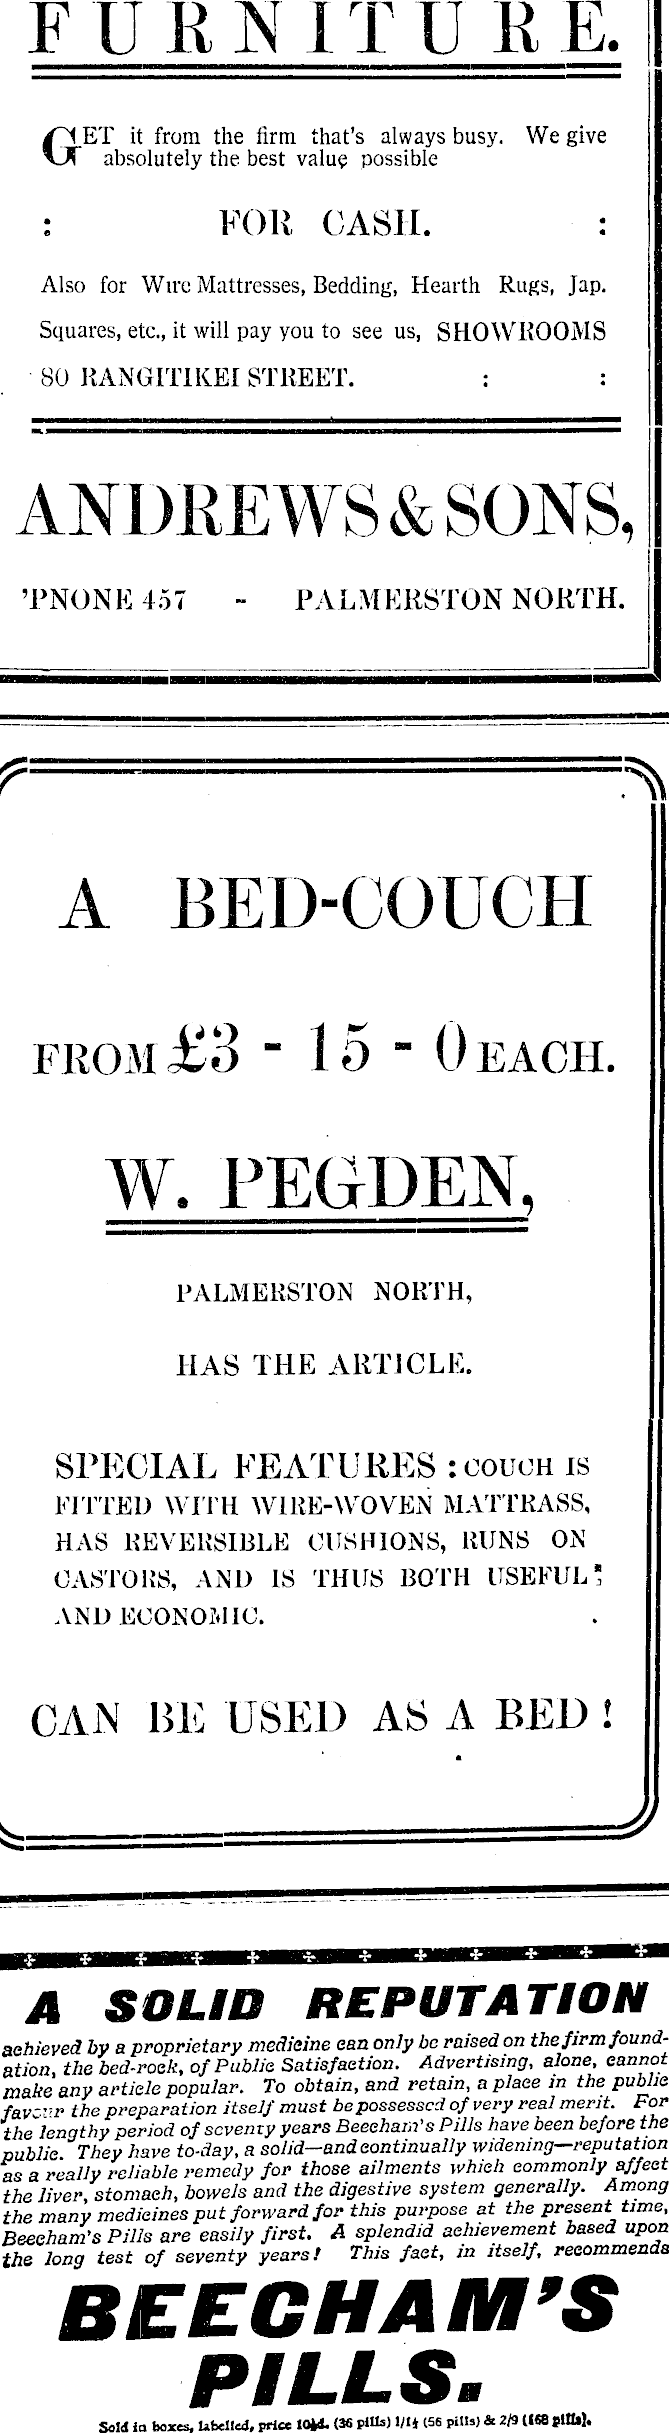 FURNITURE.
GET it from the firm that's always busy. We give
absolutely the best value possible
: FOR CASH. :
Also for Wire Mattresses, Bedding, Hearth Rugs, Jap.
Squares, etc., it will pay you to see us, SHOWROOMS
80 RANGITIKEI STREET. : :
ANDREWS & SONS,
'PNONE 457 - PALMERSTON NORTH.
A BED-COUCH
FROM £3 - 15 - 0 EACH.
W. PEGDEN,
PALMERSTON NORTH,
HAS THE ARTICLE.
SPECIAL FEATURES : COUCH IS
FITTED WITH WIRE-WOVEN MATTRASS,
HAS REVERSIBLE CUSHIONS, RUNS ON
CASTORS, AND IS THUS BOTH USEFUL
AND ECONOMIC.
CAN BE USED AS A BED!
A SOLID REPUTATION
achieved by a proprietary medicine can only be raised on the firm found-
ation, the bed-rock, of Public Satisfaction. Advertising, alone, cannot
make any article popular. To obtain, and retain, a place in the public
favour the preparation itself must be possessed of very real merit. For
the lengthy period of seventy years Beecham's Pills have been before the
public. They have to-day, a solid—and continually widening—reputation
as a really reliable remedy for those ailments which commonly affect
the liver, stomach, bowels and the digestive system generally. Among
the many medicines put forward for this purpose at the present time,
Beecham's Pills are easily first. A splendid achievement based upon
the long test of seventy years! This fact, in itself, recommends
BEECHAM'S
PILLS.
Sold in boxes, labelled, price 10½d. (36 pills) 1/1½ (56 pills) & 2/9 (168 pills).